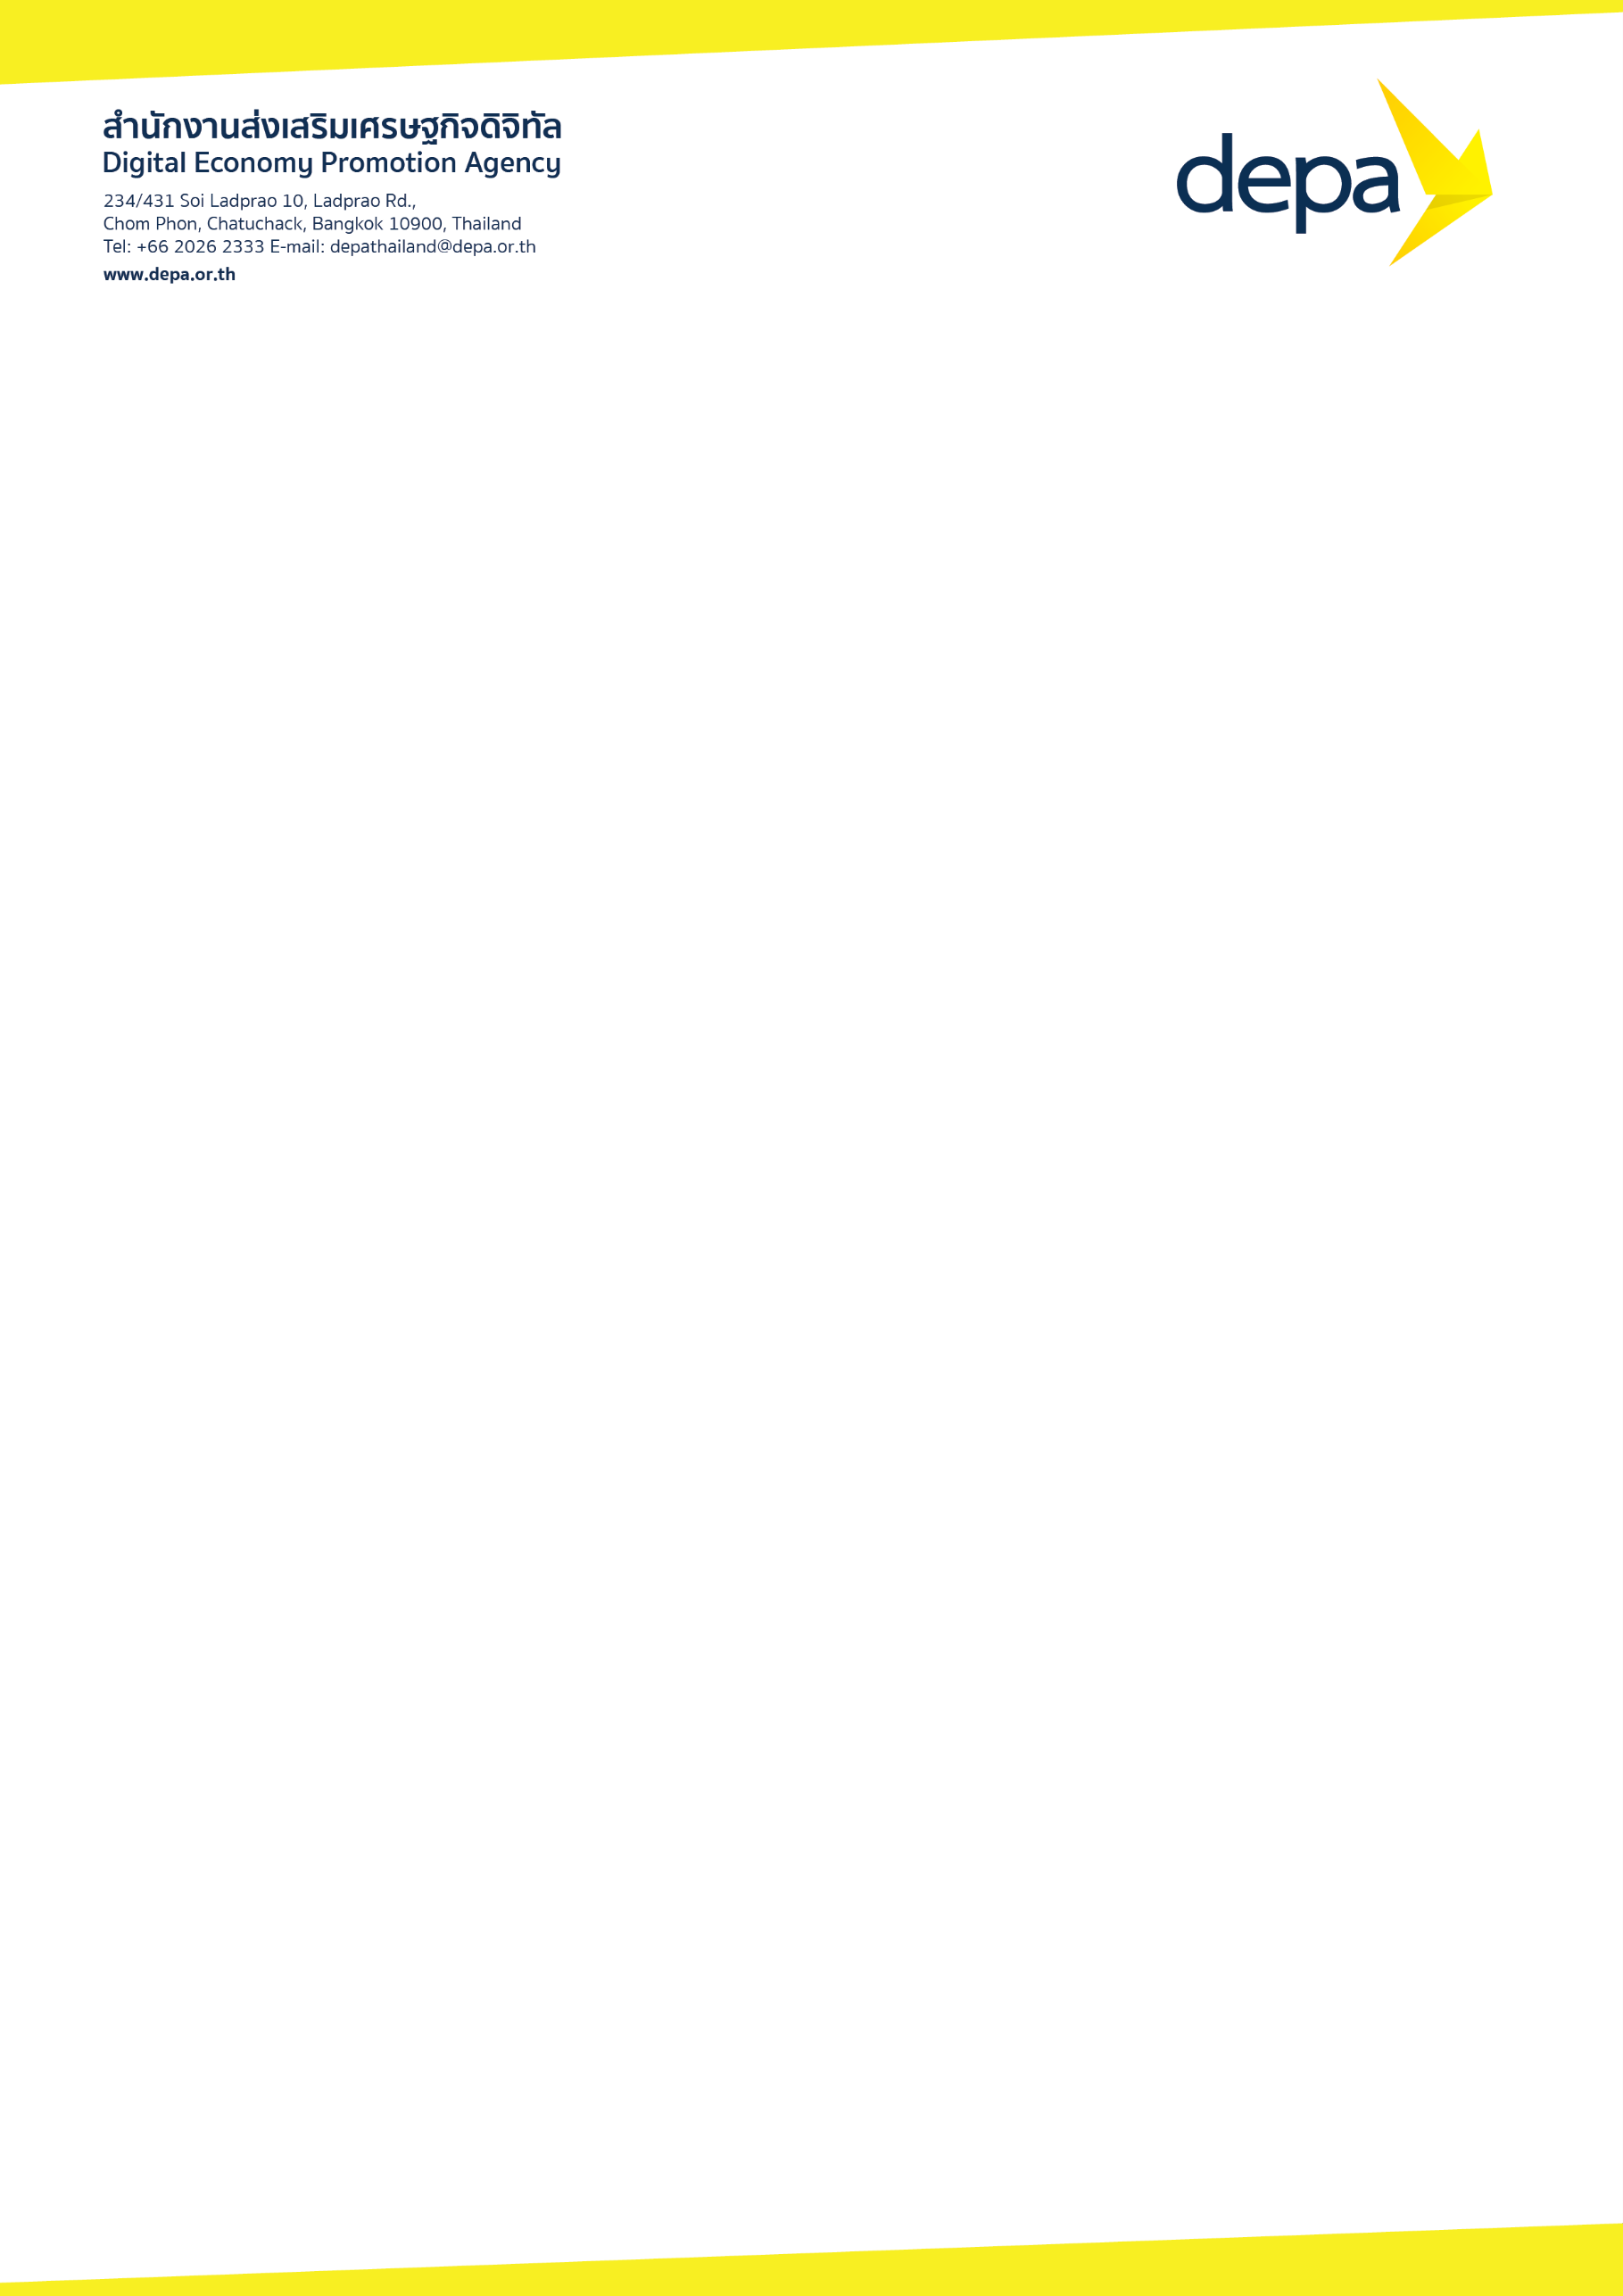 สำนักงานส่งเสริมเศรษฐกิจดิจิทัล
Digital Economy Promotion Agency
234/431 Soi Ladprao 10, Ladprao Rd.,
Chom Phon, Chatuchack, Bangkok 10900, Thailand
Tel: +66 2026 2333 E-mail: depathailand@depa.or.th
www.depa.or.th
depa